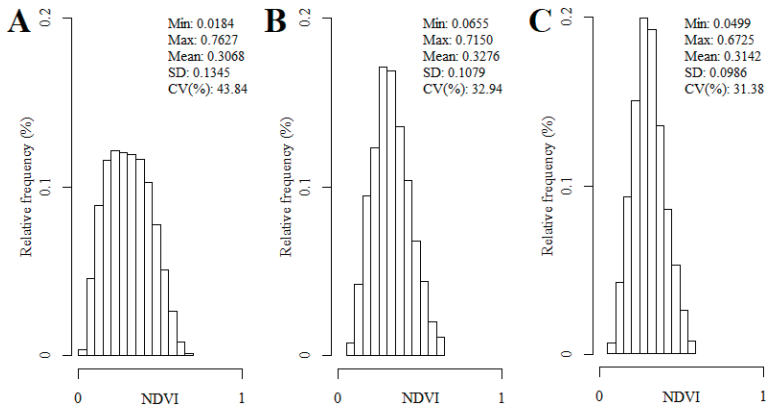 A
Min: 0.0184
Max: 0.7627
Mean: 0.3068
SD: 0.1345
CV(%): 43.84
Relative frequency (%)
0.2
0.1
0
0
NDVI
1
B
Min: 0.0655
Max: 0.7150
Mean: 0.3276
SD: 0.1079
CV(%): 32.94
Relative frequency (%)
0.2
0.1
0
0
NDVI
1
C
Min: 0.0499
Max: 0.6725
Mean: 0.3142
SD: 0.0986
CV(%): 31.38
Relative frequency (%)
0.2
0.1
0
0
NDVI
1